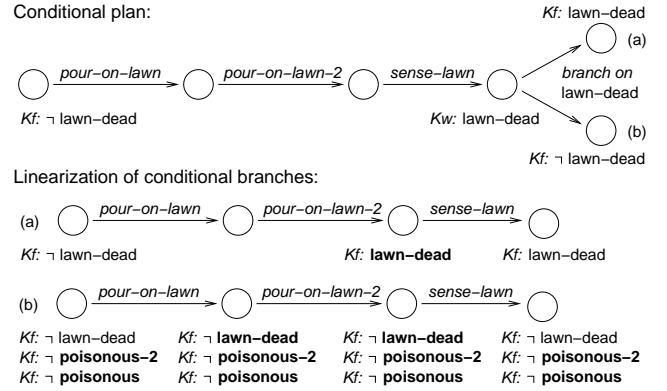 Conditional plan:
Kf: lawn−dead
(a)
pour−on−lawn pour−on−lawn−2 sense−lawn
branch on
lawn−dead
Kf: ¬ lawn−dead Kw: lawn−dead
(b)
Kf: ¬ lawn−dead
Linearization of conditional branches:
pour−on−lawn pour−on−lawn−2 sense−lawn
(a)
Kf: ¬ lawn−dead Kf: lawn−dead Kf: lawn−dead
pour−on−lawn pour−on−lawn−2 sense−lawn
(b)
Kf: ¬ lawn−dead Kf: ¬ lawn−dead Kf: ¬ lawn−dead Kf: ¬ lawn−dead
Kf: ¬ poisonous−2 Kf: ¬ poisonous−2 Kf: ¬ poisonous−2 Kf: ¬ poisonous−2
Kf: ¬ poisonous Kf: ¬ poisonous Kf: ¬ poisonous Kf: ¬ poisonous